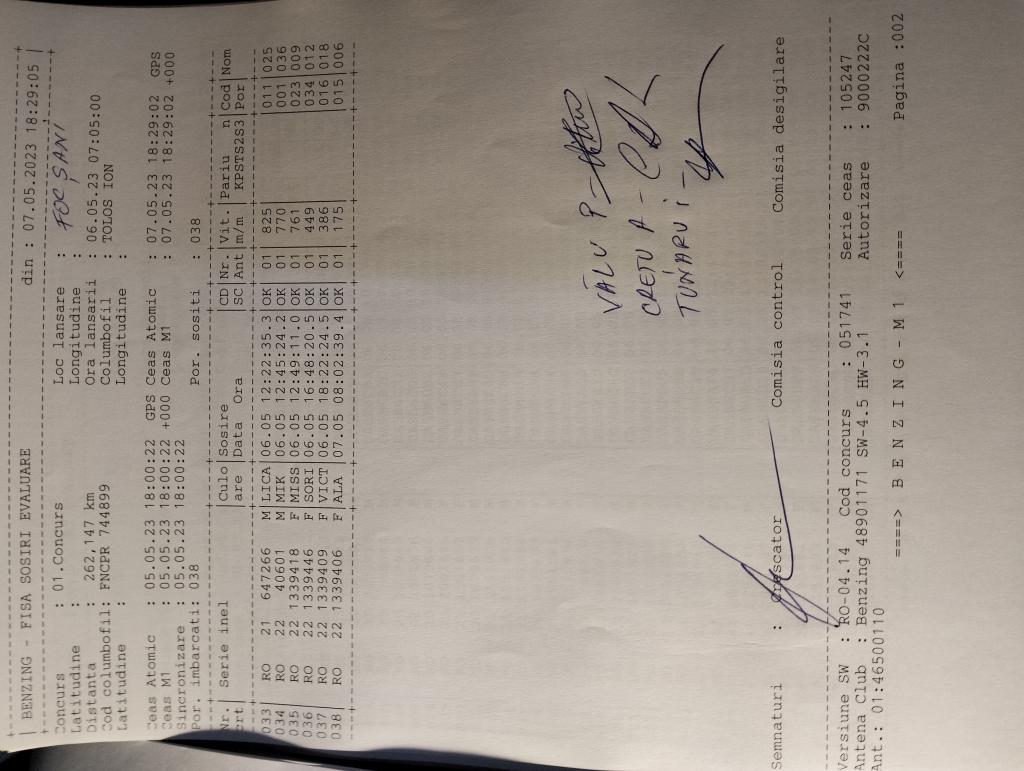 | BENZING - FISA SOSIRI EVALUARE din : 07.05.2023 18:29:05 |
Concurs : 01.Concurs Loc lansare : FOCȘANI
Latitudine : Longitudine :
Distanta : 262,147 km Ora lansarii : 06.05.23 07:05:00
Cod columbofil: FNCPR 744899 Columbofil : TOLOS ION
Latitudine : Longitudine :
Ceas Atomic : 05.05.23 18:00:22 GPS Ceas Atomic : 07.05.23 18:29:02 GPS
Ceas M1 : 05.05.23 18:00:22 +000 Ceas M1 : 07.05.23 18:29:02 +000
Sincronizare : 05.05.23 18:00:22
Por. imbarcati: 038 Por. sositi : 038
Nr. | Serie inel |Culo|Sosire |CD|Nr.|Vit.|Pariu n|Cod|Nom
crt | |are |Data Ora |SC|Ant|m/m | KPSTS2S3|Por|
033| RO 21 647266 M|LICA|06.05 12:22:35.3|OK| 01| 825| |011|025
034| RO 22 40601 M|MIK |06.05 12:45:24.2|OK| 01| 770| |001|036
035| RO 22 1339418 F|MISS|06.05 12:49:11.0|OK| 01| 761| |023|009
036| RO 22 1339446 F|SORI|06.05 16:48:20.5|OK| 01| 449| |034|012
037| RO 22 1339409 F|VICT|06.05 18:22:24.5|OK| 01| 386| |016|018
038| RO 22 1339406 F|ALA |07.05 08:02:39.4|OK| 01| 175| |015|006
VĂLU P -
CREȚU A -
TUNARU i -
Semnaturi : Crescator Comisia control Comisia desigilare
Versiune SW : RO-04.14 Cod concurs : 051741 Serie ceas : 105247
Antena Club : Benzing 48901171 SW-4.5 HW-3.1 Autorizare : 9000222C
Ant.: 01:46500110
====> B E N Z I N G - M 1 <==== Pagina :002